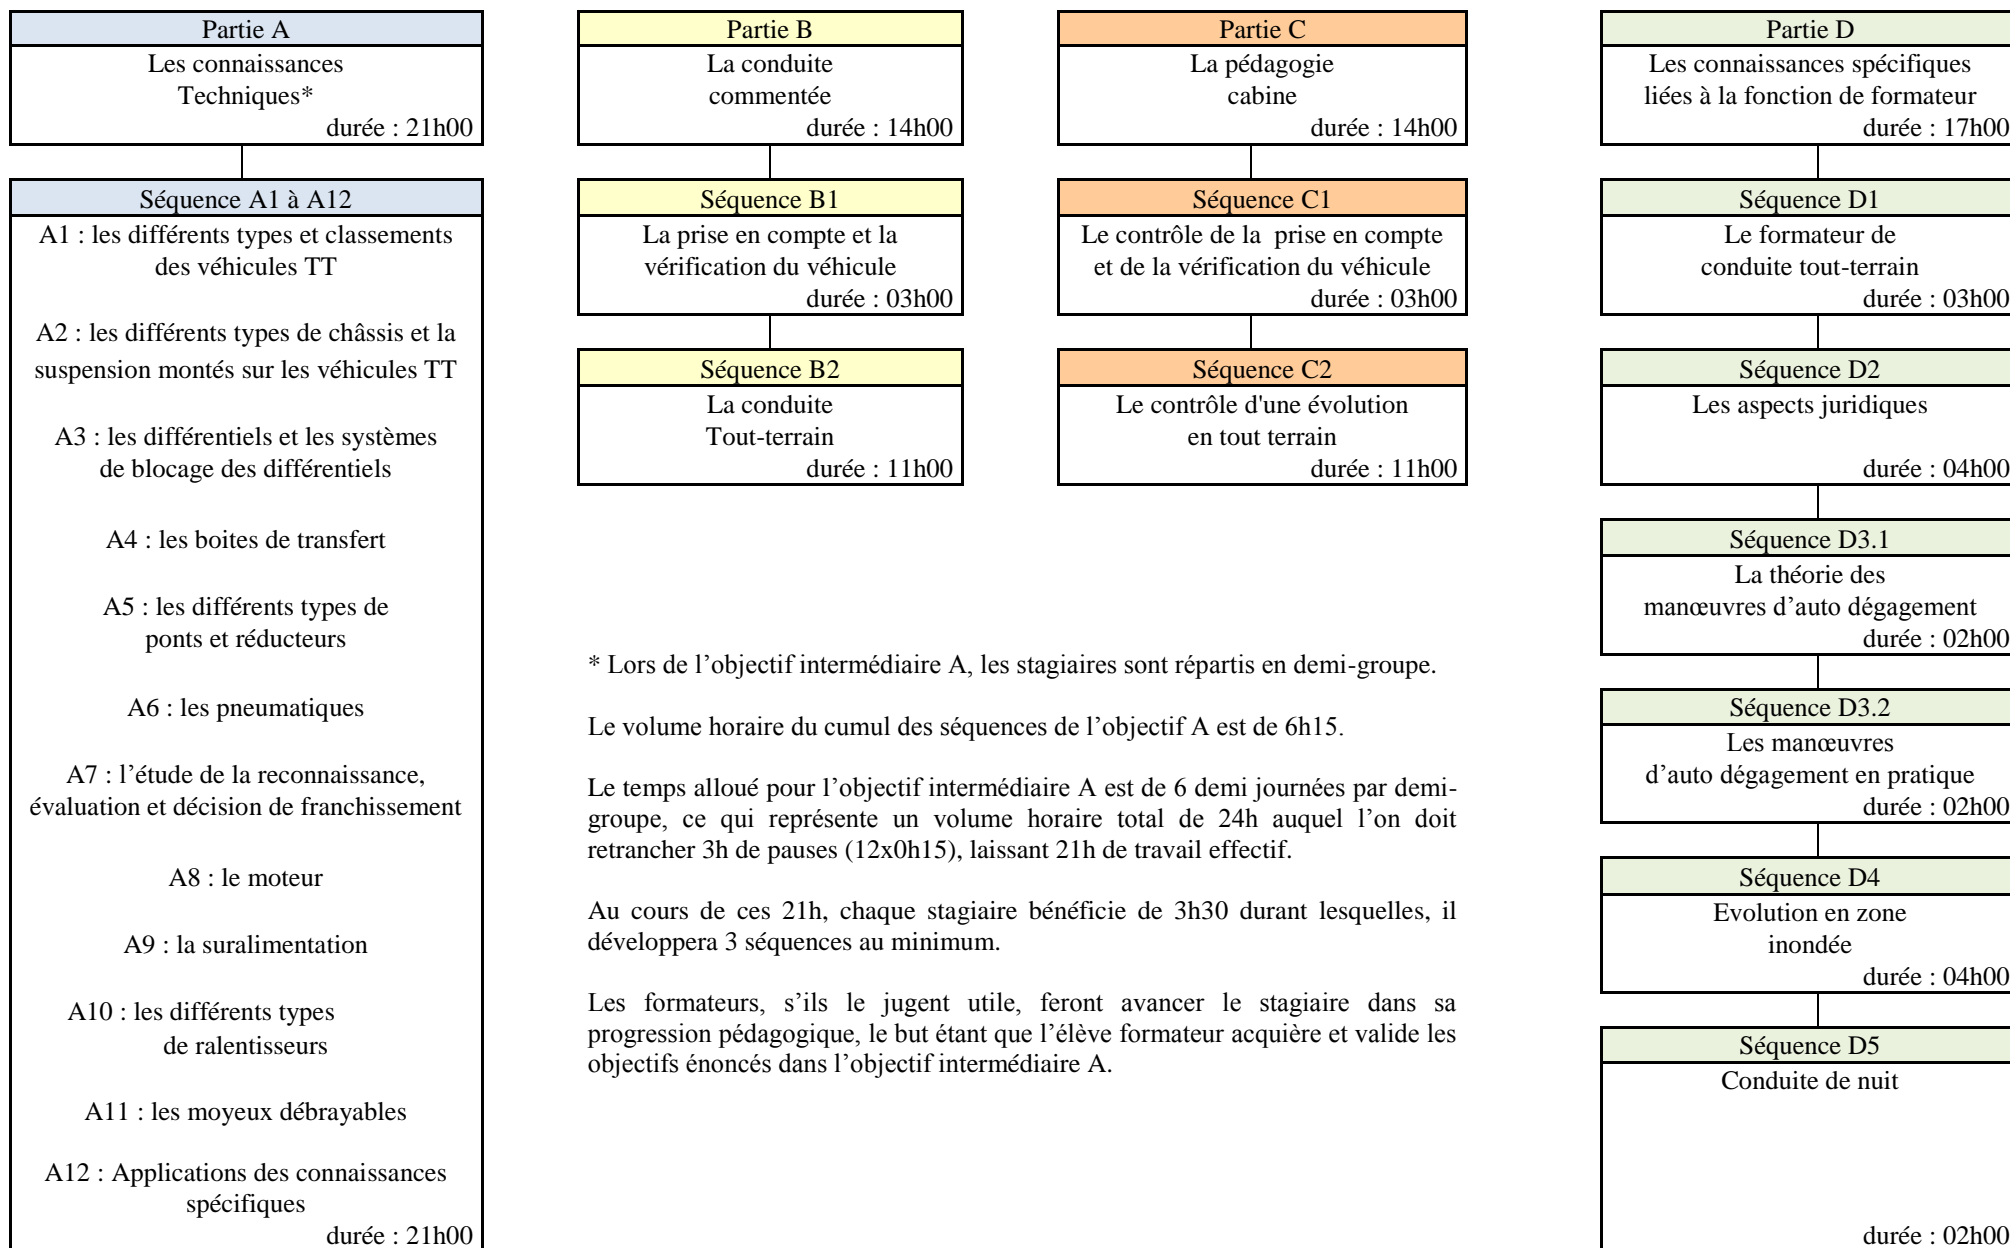 Partie A
Les connaissances
Techniques*
durée : 21h00
Séquence A1 à A12
A1 : les différents types et classements
des véhicules TT
A2 : les différents types de châssis et la
suspension montés sur les véhicules TT
A3 : les différentiels et les systèmes
de blocage des différentiels
A4 : les boites de transfert
A5 : les différents types de
ponts et réducteurs
A6 : les pneumatiques
A7 : l’étude de la reconnaissance,
évaluation et décision de franchissement
A8 : le moteur
A9 : la suralimentation
A10 : les différents types
de ralentisseurs
A11 : les moyeux débrayables
A12 : Applications des connaissances
spécifiques
durée : 21h00
Partie B
La conduite
commentée
durée : 14h00
Séquence B1
La prise en compte et la
vérification du véhicule
durée : 03h00
Séquence B2
La conduite
Tout-terrain
durée : 11h00
Partie C
La pédagogie
cabine
durée : 14h00
Séquence C1
Le contrôle de la prise en compte
et de la vérification du véhicule
durée : 03h00
Séquence C2
Le contrôle d'une évolution
en tout terrain
durée : 11h00
* Lors de l’objectif intermédiaire A, les stagiaires sont répartis en demi-groupe.
Le volume horaire du cumul des séquences de l’objectif A est de 6h15.
Le temps alloué pour l’objectif intermédiaire A est de 6 demi journées par demi-
groupe, ce qui représente un volume horaire total de 24h auquel l’on doit
retrancher 3h de pauses (12x0h15), laissant 21h de travail effectif.
Au cours de ces 21h, chaque stagiaire bénéficie de 3h30 durant lesquelles, il
développera 3 séquences au minimum.
Les formateurs, s’ils le jugent utile, feront avancer le stagiaire dans sa
progression pédagogique, le but étant que l’élève formateur acquière et valide les
objectifs énoncés dans l’objectif intermédiaire A.
Partie D
Les connaissances spécifiques
liées à la fonction de formateur
durée : 17h00
Séquence D1
Le formateur de
conduite tout-terrain
durée : 03h00
Séquence D2
Les aspects juridiques
durée : 04h00
Séquence D3.1
La théorie des
manœuvres d’auto dégagement
durée : 02h00
Séquence D3.2
Les manœuvres
d’auto dégagement en pratique
durée : 02h00
Séquence D4
Evolution en zone
inondée
durée : 04h00
Séquence D5
Conduite de nuit
durée : 02h00